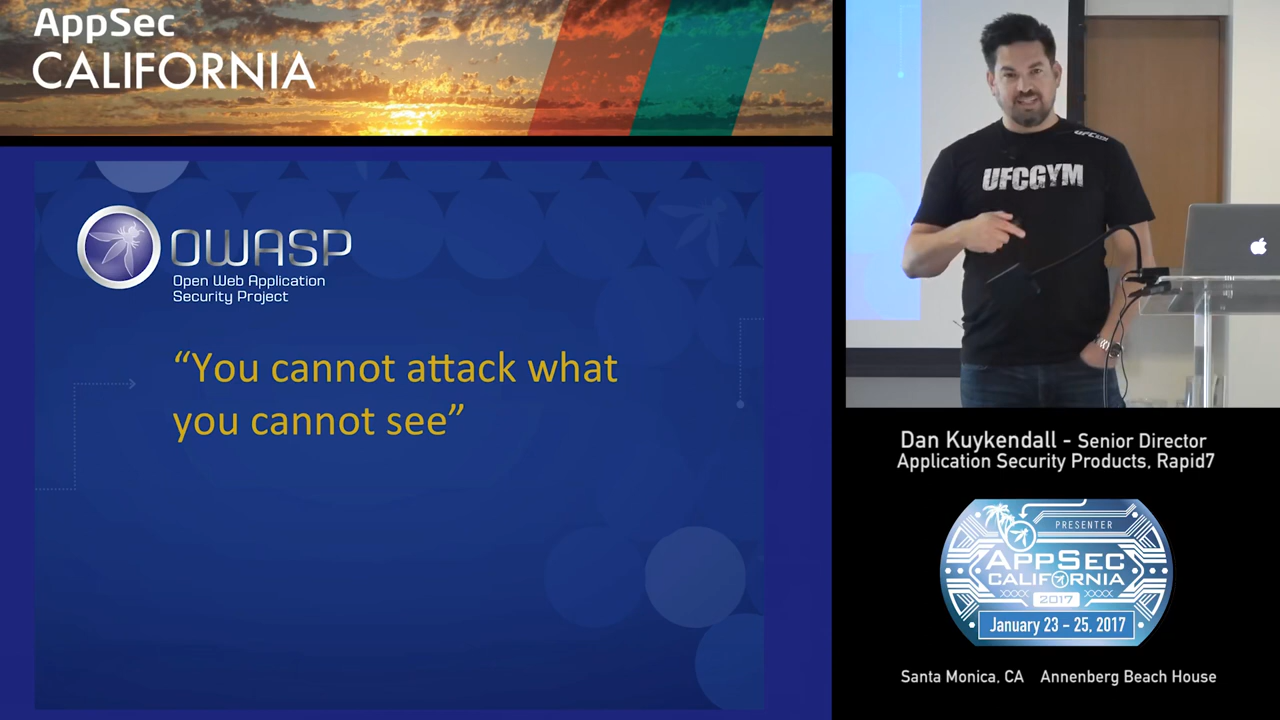 AppSec
CALIFORNIA
OWASP
Open Web Application
Security Project
“You cannot attack what
you cannot see”
UFC GYM
UFCGYM
Dan Kuykendall - Senior Director
Application Security Products, Rapid7
PRESENTER
APPSEC
CALIFORNIA
2017
January 23 - 25, 2017
Santa Monica, CA Annenberg Beach House